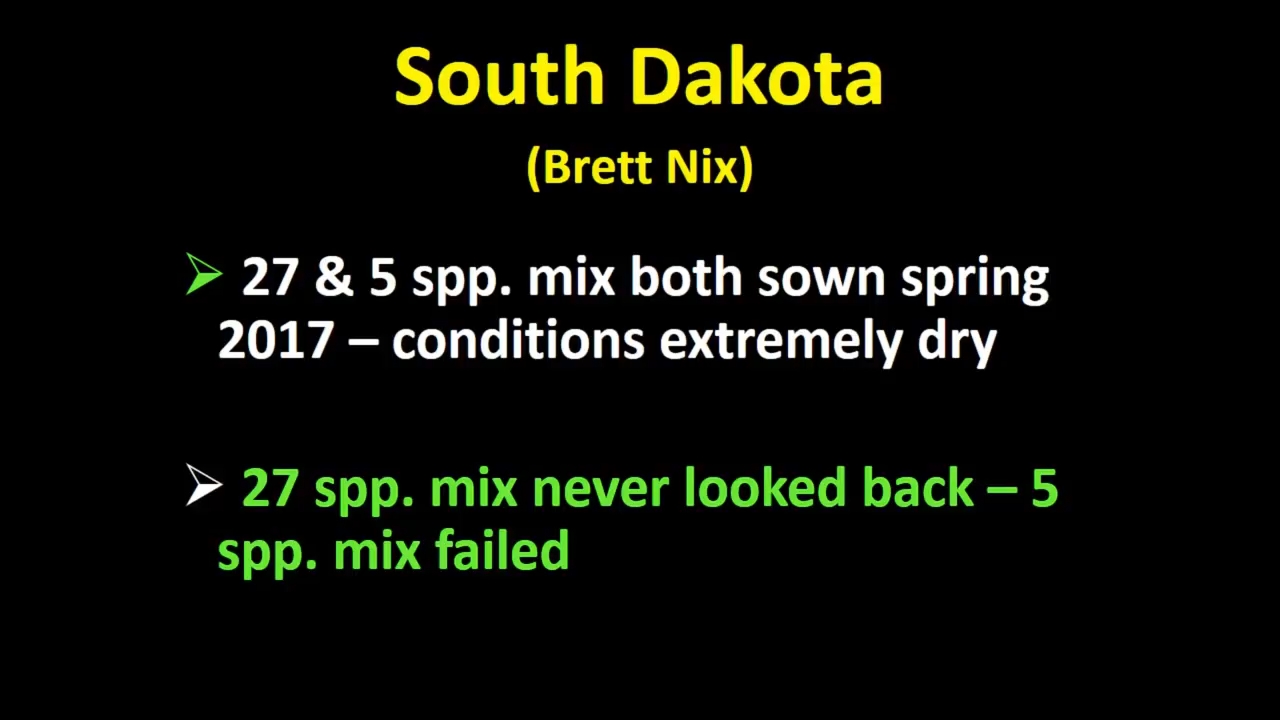 South Dakota
(Brett Nix)
➢ 27 & 5 spp. mix both sown spring
2017 – conditions extremely dry
➢ 27 spp. mix never looked back – 5
spp. mix failed